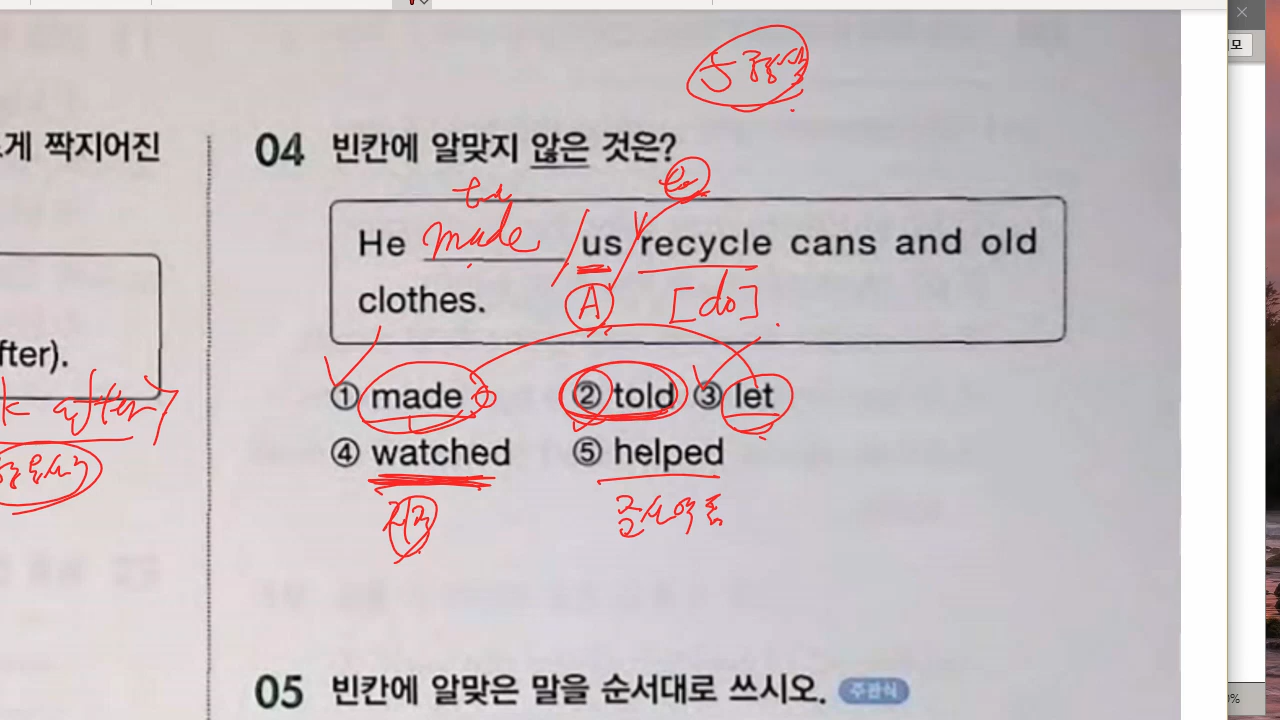 게 짝지어진
fter).
after
04 빈칸에 알맞지 않은 것은?
made
He ________ us recycle cans and old
clothes.
A [do]
① made ② told ③ let
④ watched ⑤ helped
05 빈칸에 알맞은 말을 순서대로 쓰시오. 주관식